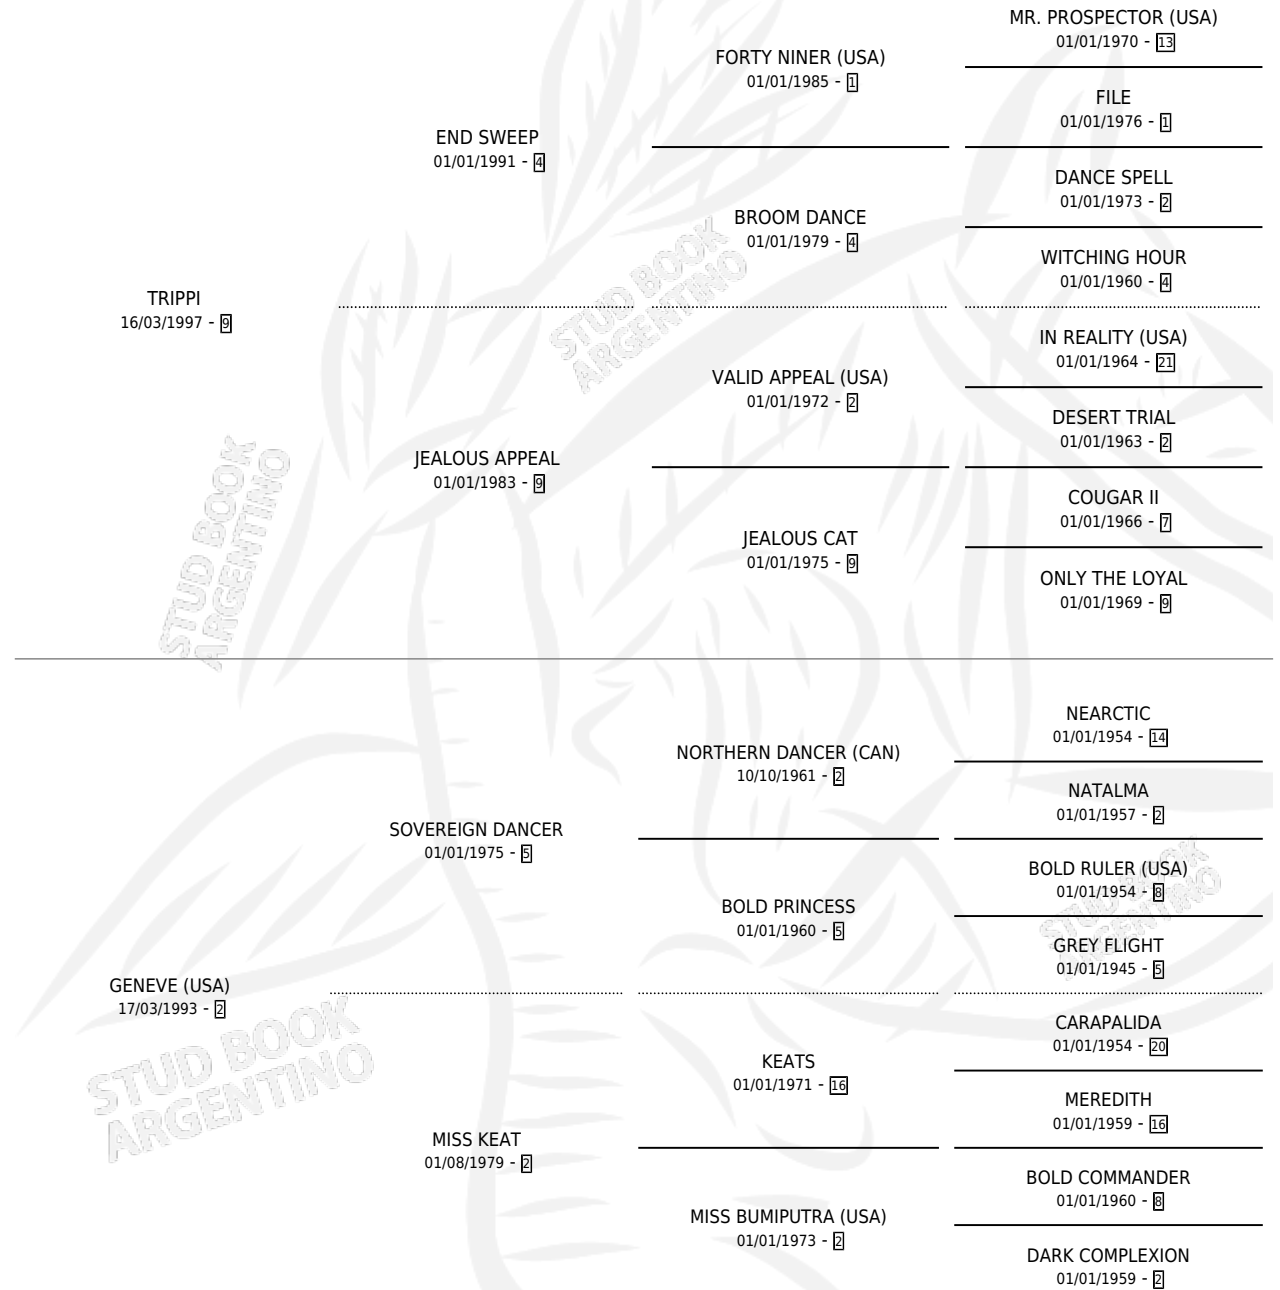 MR. PROSPECTOR (USA)
01/01/1970 - 13
FORTY NINER (USA)
01/01/1985 - 1
FILE
01/01/1976 - 1
END SWEEP
01/01/1991 - 4
DANCE SPELL
01/01/1973 - 2
BROOM DANCE
01/01/1979 - 4
WITCHING HOUR
01/01/1960 - 4
TRIPPI
16/03/1997 - 9
STUD BOOK
ARGENTINO
IN REALITY (USA)
01/01/1964 - 21
VALID APPEAL (USA)
01/01/1972 - 2
DESERT TRIAL
01/01/1963 - 2
JEALOUS APPEAL
01/01/1983 - 9
COUGAR II
01/01/1966 - 7
JEALOUS CAT
01/01/1975 - 9
ONLY THE LOYAL
01/01/1969 - 9
STUD BOOK
ARGENTINO
NEARCTIC
01/01/1954 - 14
NORTHERN DANCER (CAN)
10/10/1961 - 2
NATALMA
01/01/1957 - 2
SOVEREIGN DANCER
01/01/1975 - 5
BOLD RULER (USA)
01/01/1954 - 8
BOLD PRINCESS
01/01/1960 - 5
STUD BOOK
ARGENTINO
GREY FLIGHT
01/01/1945 - 5
GENEVE (USA)
17/03/1993 - 2
CARAPALIDA
01/01/1954 - 20
KEATS
01/01/1971 - 16
STUD BOOK
ARGENTINO
MEREDITH
01/01/1959 - 16
MISS KEAT
01/08/1979 - 2
BOLD COMMANDER
01/01/1960 - 8
MISS BUMIPUTRA (USA)
01/01/1973 - 2
DARK COMPLEXION
01/01/1959 - 2